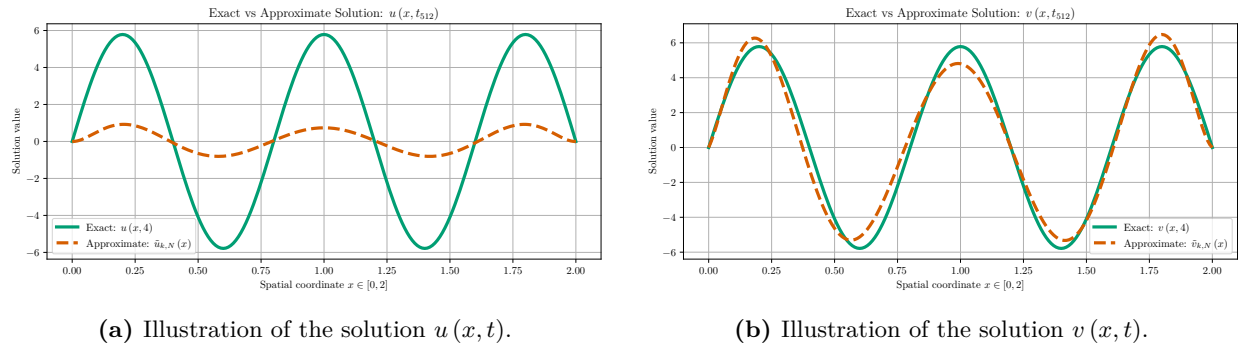 Exact vs Approximate Solution: u (x, t₅₁₂)
6
4
2
0
−2
−4
−6
Solution value
Exact: u (x, 4)
Approximate: ũₖ,N (x)
0.00 0.25 0.50 0.75 1.00 1.25 1.50 1.75 2.00
Spatial coordinate x ∈ [0, 2]
(a) Illustration of the solution u (x, t).
Exact vs Approximate Solution: v (x, t₅₁₂)
6
4
2
0
−2
−4
−6
Solution value
Exact: v (x, 4)
Approximate: ṽₖ,N (x)
0.00 0.25 0.50 0.75 1.00 1.25 1.50 1.75 2.00
Spatial coordinate x ∈ [0, 2]
(b) Illustration of the solution v (x, t).